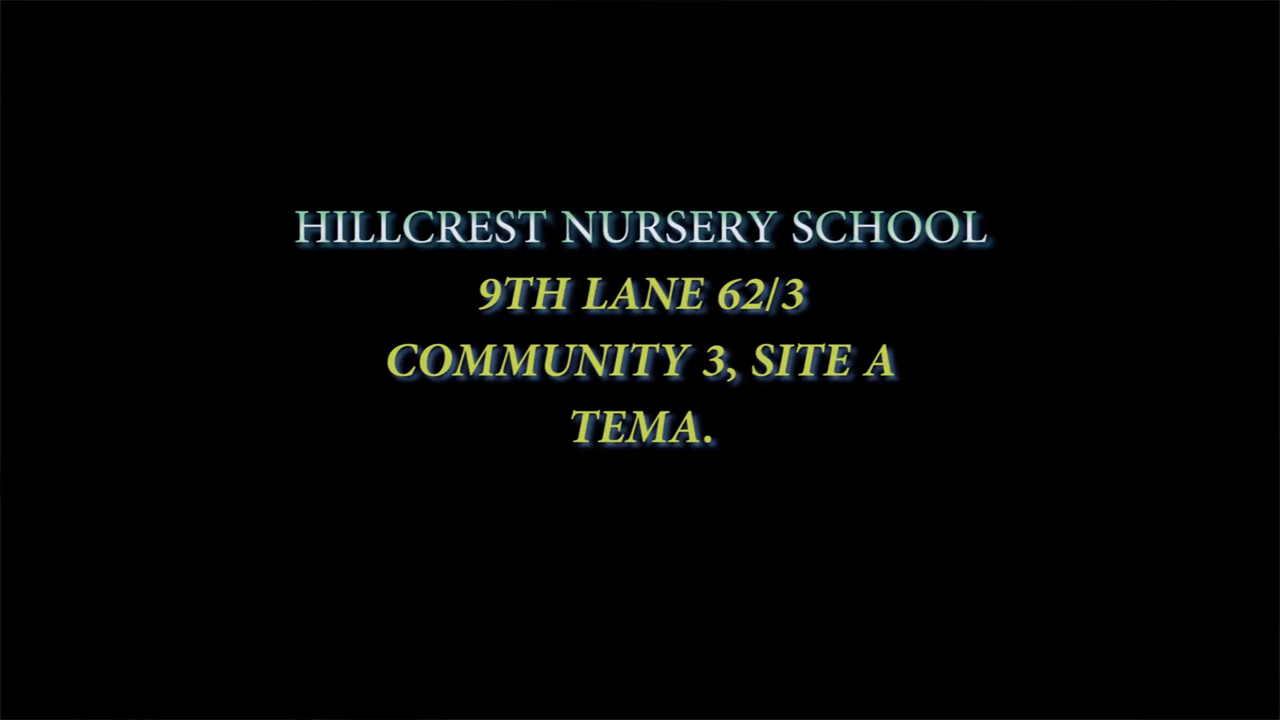 HILLCREST NURSERY SCHOOL
9TH LANE 62/3
COMMUNITY 3, SITE A
TEMA.